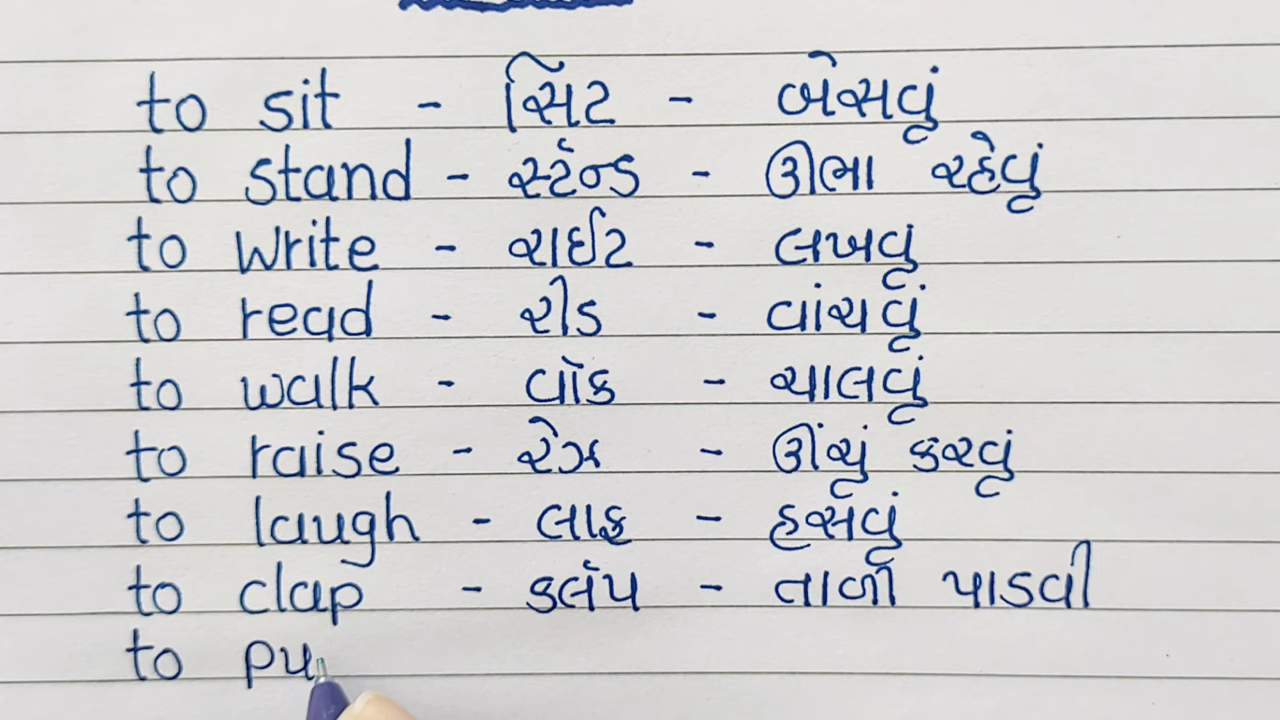 to sit - સિટ - બેસવું
to stand - સ્ટૅન્ડ - ઊભા રહેવું
to write - રાઈટ - લખવું
to read - રીડ - વાંચવું
to walk - વૉક - ચાલવું
to raise - રેઝ - ઊંચું કરવું
to laugh - લાફ - હસવું
to clap - ક્લૅપ - તાળી પાડવી
to pu